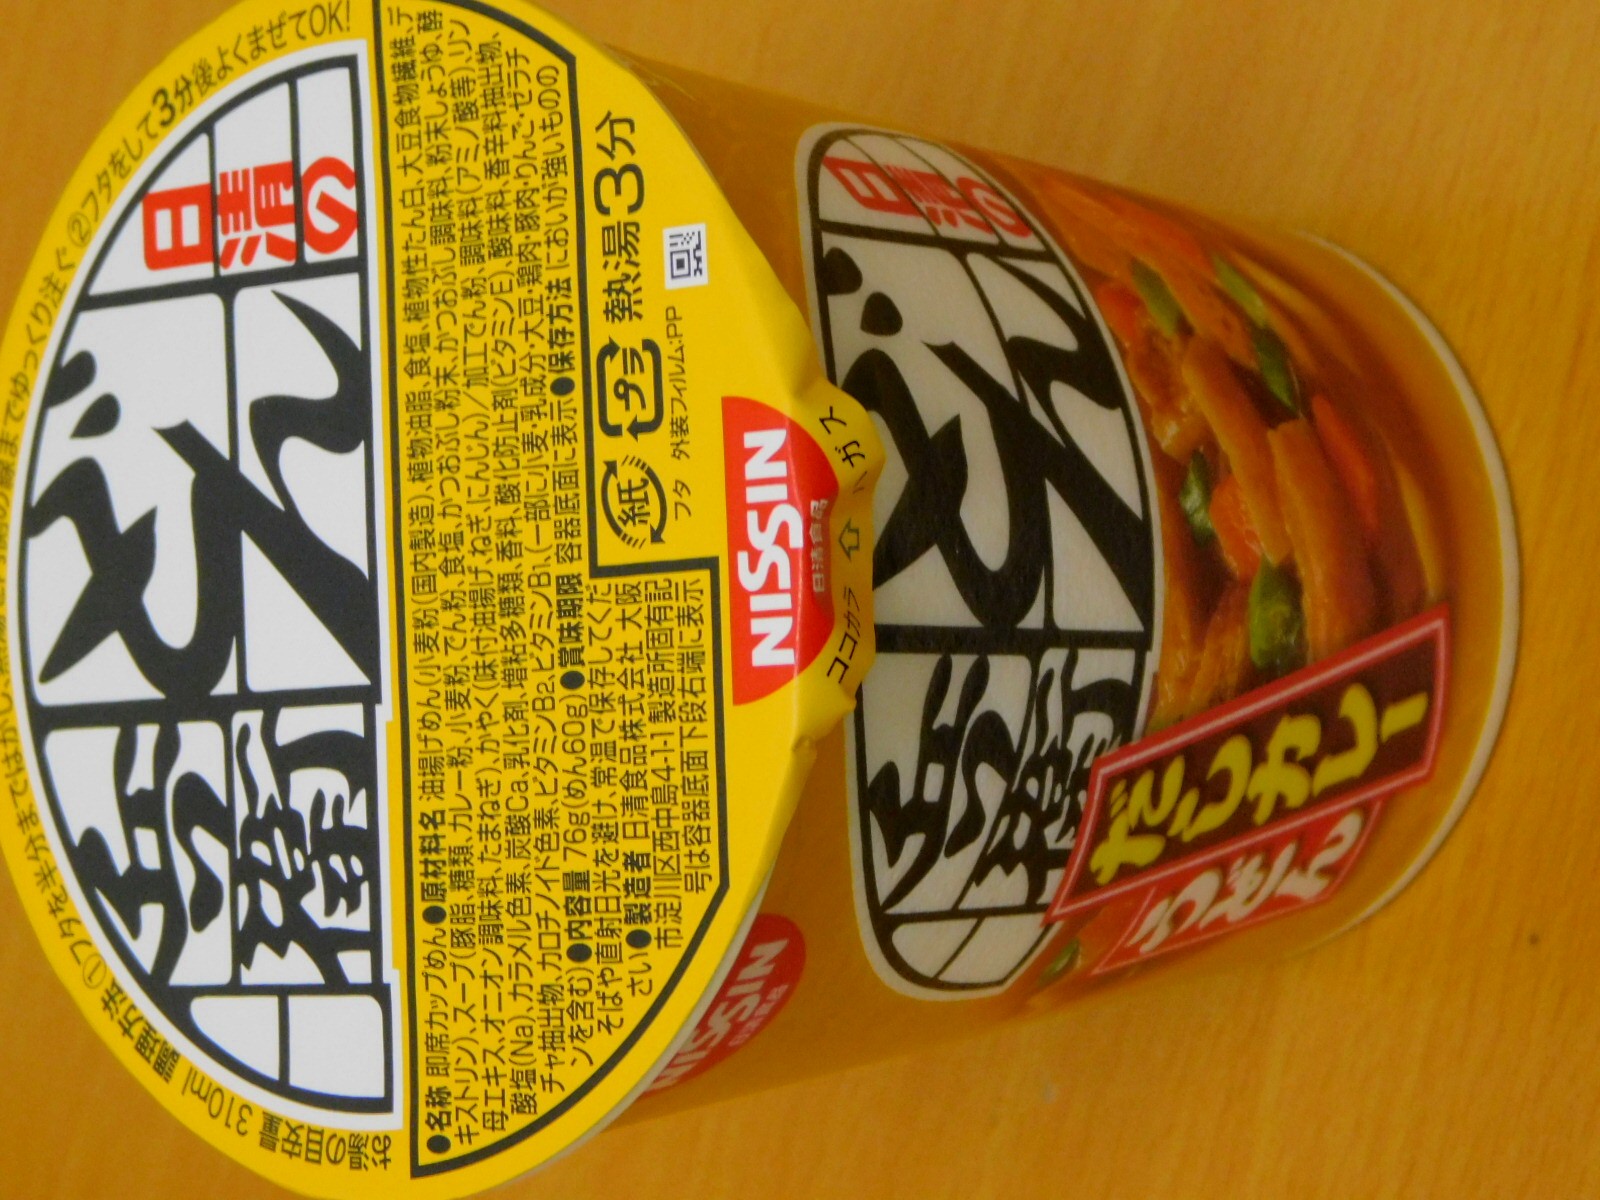 お湯の目安量 310ml 調理方法 ①フタを半分まではがし、熱湯を内側の線までゆっくり注ぐ ②フタをして3分後よくまぜてOK!
日清の
どん
兵衛
●名称 即席カップめん●原材料名 油揚げめん(小麦粉(国内製造)、植物油脂、食塩、植物性たん白、大豆食物繊維、デ
キストリン)、スープ(豚脂、糖類、カレー粉、小麦粉、でん粉、食塩、かつおぶし粉末、かつおぶし調味料、粉末しょうゆ、酵
母エキス、オニオン調味料、たまねぎ)、かやく(味付油揚げ、ねぎ、にんじん)/加工でん粉、調味料(アミノ酸等)、リン
酸塩(Na)、カラメル色素、炭酸Ca、乳化剤、増粘多糖類、香料、酸化防止剤(ビタミンE)、酸味料、香辛料抽出物、
チャ抽出物、カロチノイド色素、ビタミンB2、ビタミンB1、(一部に小麦・乳成分・大豆・鶏肉・豚肉・りんご・ゼラチ
ンを含む)●内容量 76g(めん60g)●賞味期限 容器底面に表示●保存方法 においが強いものの
そばや直射日光を避け、常温で保存してくだ
さい●製造者 日清食品株式会社 大阪
市淀川区西中島4-1-1 製造所固有記
号は容器底面下段右端に表示
紙 プラ 熱湯3分
フタ 外装フィルム:PP
NISSIN
日清食品
ココカラ ハガス
日清の
どん
兵衛
だしカレー
うどん
NISSIN
日清食品